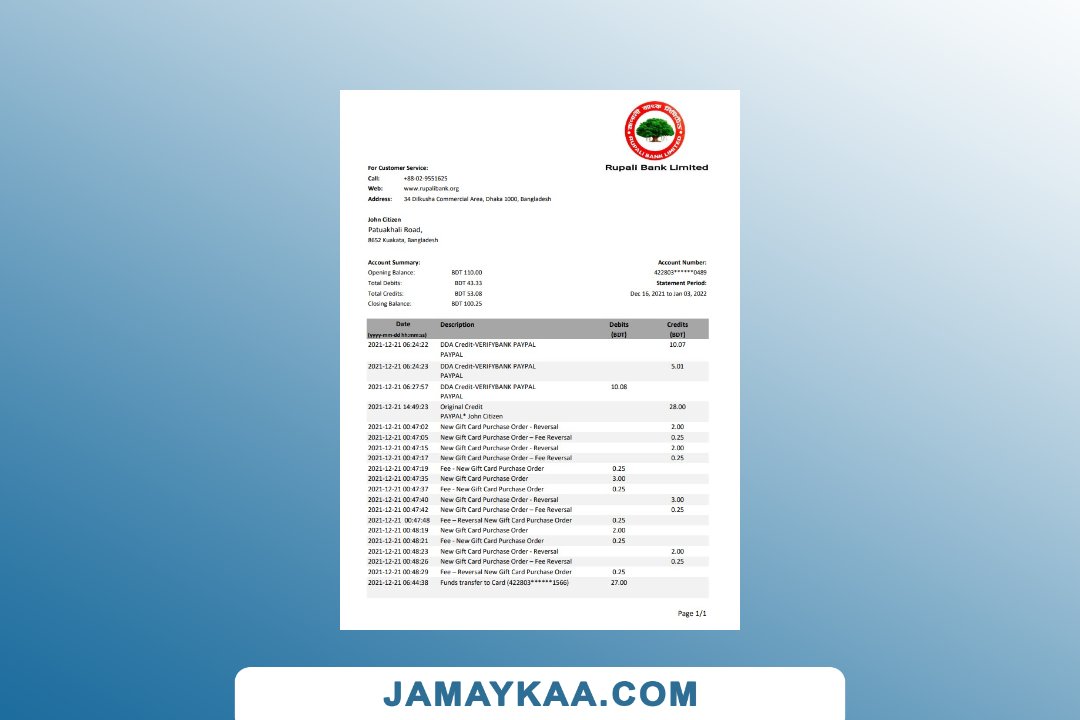 রূপালী ব্যাংক লিমিটেড
RUPALI BANK LIMITED
Rupali Bank Limited
For Customer Service:
Call: +88-02-9551625
Web: www.rupalibank.org
Address: 34 Dilkusha Commercial Area, Dhaka 1000, Bangladesh
John Citizen
Patuakhali Road,
8652 Kuakata, Bangladesh
Account Summary: Account Number:
Opening Balance: BDT 110.00 422803******0489
Total Debits: BDT 43.33 Statement Period:
Total Credits: BDT 53.08 Dec 16, 2021 to Jan 03, 2022
Closing Balance: BDT 100.25
Date Description Debits Credits
(yyyy-mm-dd hh:mm:ss) (BDT) (BDT)
2021-12-21 06:24:22 DDA Credit-VERIFYBANK PAYPAL 10.07
PAYPAL
2021-12-21 06:24:23 DDA Credit-VERIFYBANK PAYPAL 5.01
PAYPAL
2021-12-21 06:27:57 DDA Credit-VERIFYBANK PAYPAL 10.08
PAYPAL
2021-12-21 14:49:23 Original Credit 28.00
PAYPAL* John Citizen
2021-12-21 00:47:02 New Gift Card Purchase Order - Reversal 2.00
2021-12-21 00:47:05 New Gift Card Purchase Order – Fee Reversal 0.25
2021-12-21 00:47:15 New Gift Card Purchase Order - Reversal 2.00
2021-12-21 00:47:17 New Gift Card Purchase Order – Fee Reversal 0.25
2021-12-21 00:47:19 Fee - New Gift Card Purchase Order 0.25
2021-12-21 00:47:35 New Gift Card Purchase Order 3.00
2021-12-21 00:47:37 Fee - New Gift Card Purchase Order 0.25
2021-12-21 00:47:40 New Gift Card Purchase Order - Reversal 3.00
2021-12-21 00:47:42 New Gift Card Purchase Order – Fee Reversal 0.25
2021-12-21 00:47:48 Fee – Reversal New Gift Card Purchase Order 0.25
2021-12-21 00:48:19 New Gift Card Purchase Order 2.00
2021-12-21 00:48:21 Fee - New Gift Card Purchase Order 0.25
2021-12-21 00:48:23 New Gift Card Purchase Order - Reversal 2.00
2021-12-21 00:48:26 New Gift Card Purchase Order – Fee Reversal 0.25
2021-12-21 00:48:29 Fee – Reversal New Gift Card Purchase Order 0.25
2021-12-21 06:44:38 Funds transfer to Card (422803******1566) 27.00
Page 1/1
JAMAYKAA.COM